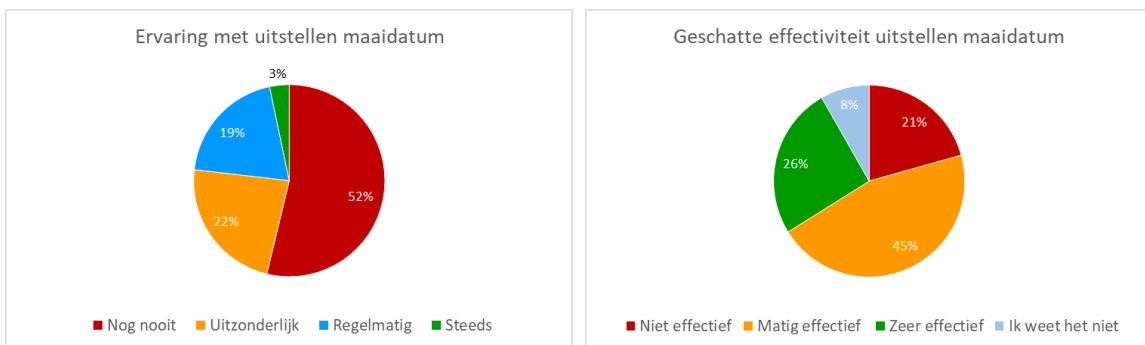 Ervaring met uitstellen maaidatum
3%
19%
52%
22%
Nog nooit Uitzonderlijk Regelmatig Steeds
Geschatte effectiviteit uitstellen maaidatum
8%
21%
26%
45%
Niet effectief Matig effectief Zeer effectief Ik weet het niet